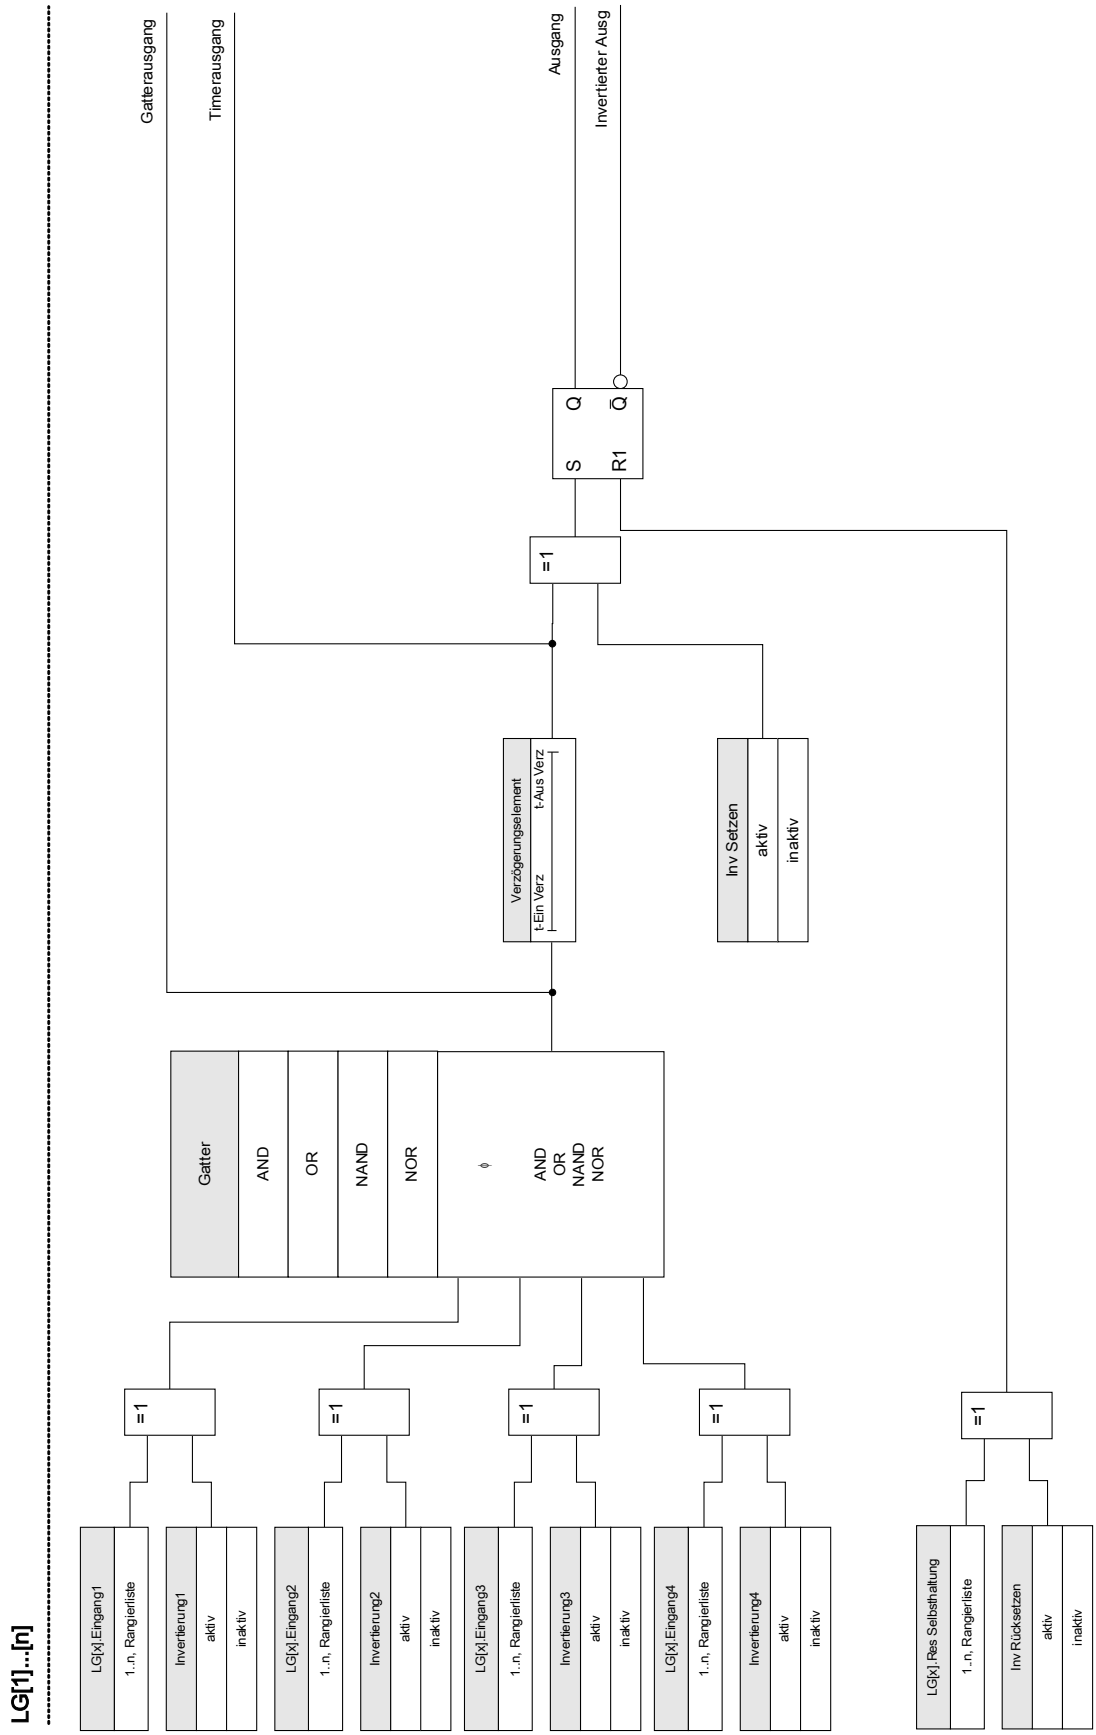 LG[1]...[n]
LG[x].Eingang1
1..n, Rangierliste
Invertierung1
aktiv
inaktiv
LG[x].Eingang2
1..n, Rangierliste
Invertierung2
aktiv
inaktiv
LG[x].Eingang3
1..n, Rangierliste
Invertierung3
aktiv
inaktiv
LG[x].Eingang4
1..n, Rangierliste
Invertierung4
aktiv
inaktiv
LG[x].Res Selbsthaltung
1..n, Rangierliste
Inv Rücksetzen
aktiv
inaktiv
=1
=1
=1
=1
=1
Gatter
AND
OR
NAND
NOR
ϕ
AND
OR
NAND
NOR
Verzögerungselement
t-Ein Verz
t-Aus Verz
Inv Setzen
aktiv
inaktiv
=1
S
Q
R1
Q̅
Gatterausgang
Timerausgang
Ausgang
Invertierter Ausg